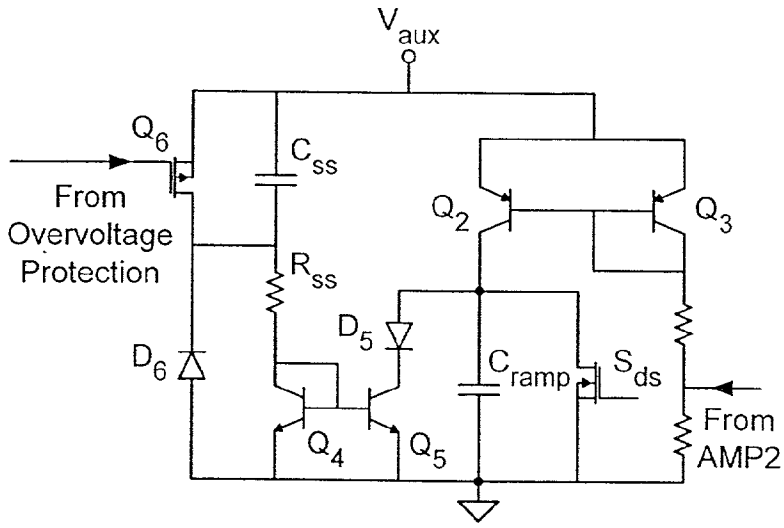 V_aux
Q_6
C_ss
From
Overvoltage
Protection
Q_2
Q_3
R_ss
D_5
D_6
C_ramp
S_ds
From
AMP2
Q_4
Q_5